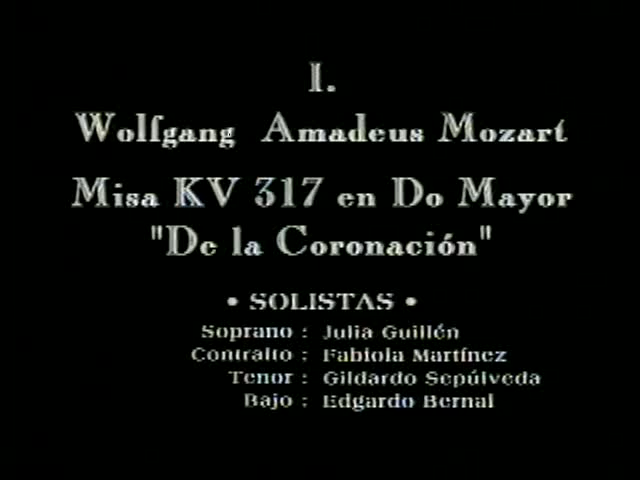 I.
Wolfgang Amadeus Mozart
Misa KV 317 en Do Mayor
"De la Coronación"
• SOLISTAS •
Soprano : Julia Guillén
Contralto : Fabiola Martínez
Tenor : Gildardo Sepúlveda
Bajo : Edgardo Bernal